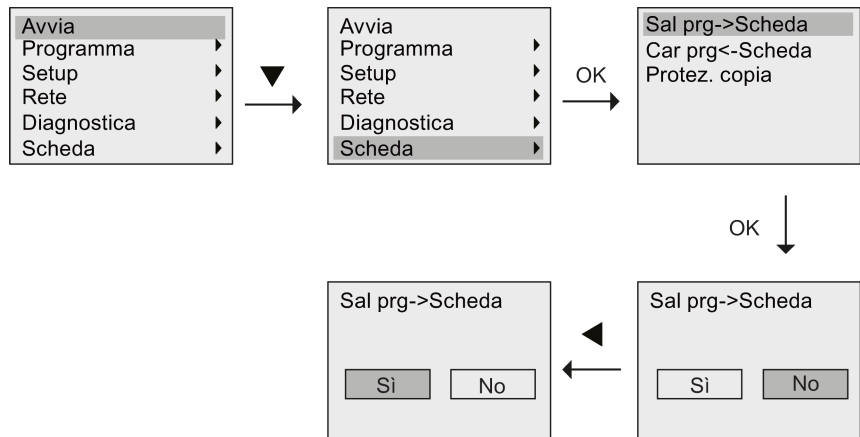 Avvia
Programma
Setup
Rete
Diagnostica
Scheda
Avvia
Programma
Setup
Rete
Diagnostica
Scheda
OK
Sal prg->Scheda
Car prg<-Scheda
Protez. copia
OK
Sal prg->Scheda
Sì No
Sal prg->Scheda
Sì No